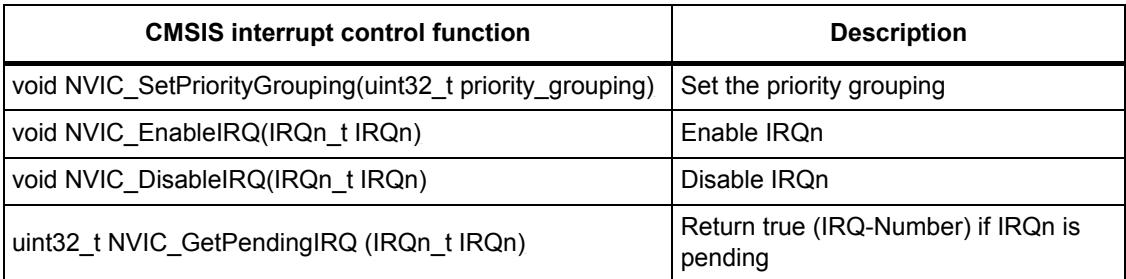 CMSIS interrupt control function Description
void NVIC_SetPriorityGrouping(uint32_t priority_grouping) Set the priority grouping
void NVIC_EnableIRQ(IRQn_t IRQn) Enable IRQn
void NVIC_DisableIRQ(IRQn_t IRQn) Disable IRQn
uint32_t NVIC_GetPendingIRQ (IRQn_t IRQn) Return true (IRQ-Number) if IRQn is
pending